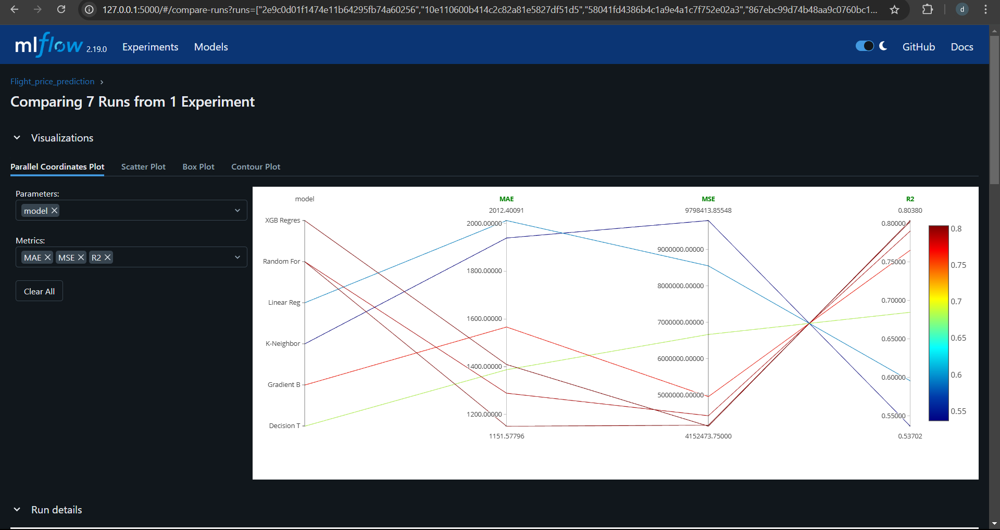 127.0.0.1:5000/#/compare-runs?runs=["2e9c0d01f1474e11b64295fb74a60256","10e110600b414c2c82a81e5827df51d5","58041fd4386b4c1a9e4a1c7f752e02a3","867ebc99d74b48aa9c0760bc1...
d
mlflow 2.19.0 Experiments Models GitHub Docs
Flight_price_prediction
Comparing 7 Runs from 1 Experiment
Visualizations
Parallel Coordinates Plot Scatter Plot Box Plot Contour Plot
Parameters:
model
Metrics:
MAE MSE R2
Clear All
model MAE MSE R2
2012.40091 9798413.85548 0.80380
XGB Regres
Random For
Linear Reg
K-Neighbor
Gradient B
Decision T
2000.00000
1800.00000
1600.00000
1400.00000
1200.00000
1151.57796
9000000.00000
8000000.00000
7000000.00000
6000000.00000
5000000.00000
4152473.75000
0.80000
0.75000
0.70000
0.65000
0.60000
0.55000
0.53702
0.8
0.75
0.7
0.65
0.6
0.55
Run details